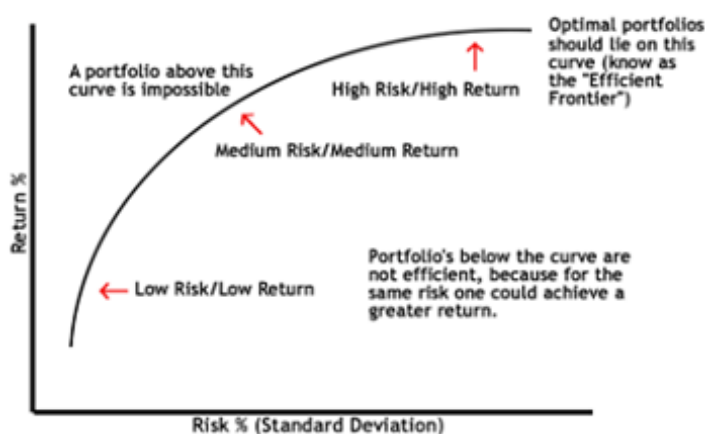 Optimal portfolios
should lie on this
curve (know as
the "Efficient
Frontier")
A portfolio above this
curve is impossible
High Risk/High Return
Medium Risk/Medium Return
Return %
Portfolio's below the curve are
not efficient, because for the
same risk one could achieve a
greater return.
Low Risk/Low Return
Risk % (Standard Deviation)